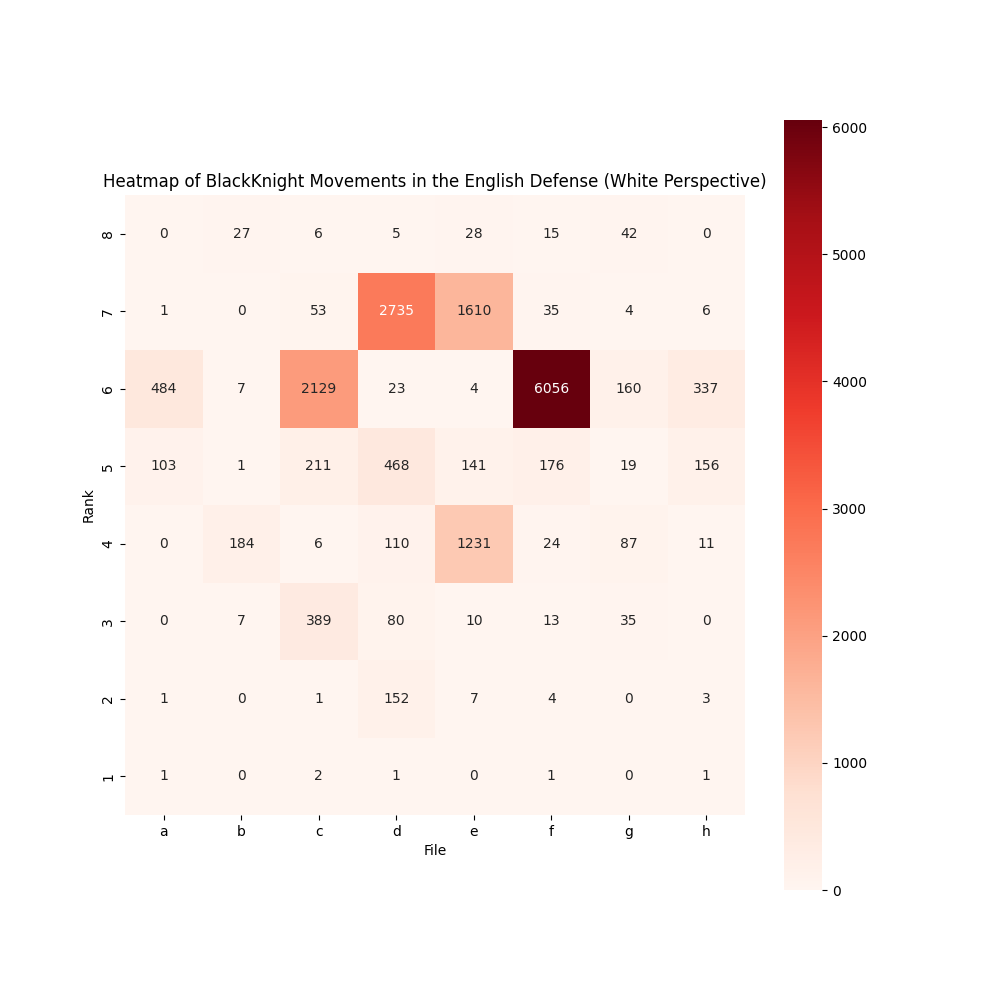 Heatmap of BlackKnight Movements in the English Defense (White Perspective)
8 0 27 6 5 28 15 42 0
7 1 0 53 2735 1610 35 4 6
6 484 7 2129 23 4 6056 160 337
5 103 1 211 468 141 176 19 156
Rank
4 0 184 6 110 1231 24 87 11
3 0 7 389 80 10 13 35 0
2 1 0 1 152 7 4 0 3
1 1 0 2 1 0 1 0 1
a b c d e f g h
File
6000
5000
4000
3000
2000
1000
0